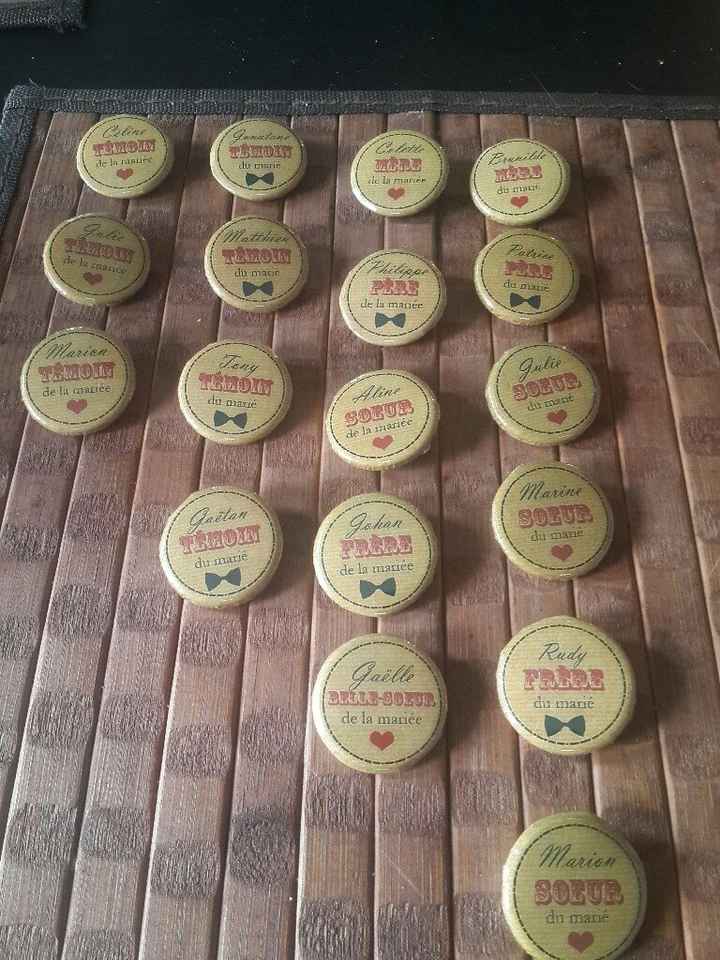 Céline
TÉMOIN
de la mariée
Jonatane
TÉMOIN
du marié
Colette
MÈRE
de la mariée
Brunilde
MÈRE
du marié
Julie
TÉMOIN
de la mariée
Matthieu
TÉMOIN
du marié
Philippe
PÈRE
de la mariée
Patrice
PÈRE
du marié
Marion
TÉMOIN
de la mariée
Tony
TÉMOIN
du marié
Aline
SOEUR
de la mariée
Julie
SOEUR
du marié
Gaëtan
TÉMOIN
du marié
Johan
FRÈRE
de la mariée
Marine
SOEUR
du marié
Gaëlle
BELLE-SOEUR
de la mariée
Rudy
FRÈRE
du marié
Marion
SOEUR
du marié